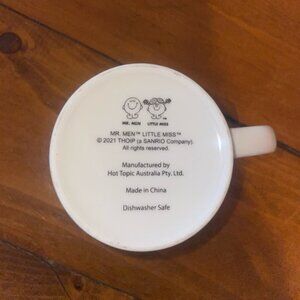 MR. MEN LITTLE MISS
MR. MEN™ LITTLE MISS™
© 2021 THOIP (a SANRIO Company).
All rights reserved.
Manufactured by
Hot Topic Australia Pty. Ltd.
Made in China
Dishwasher Safe